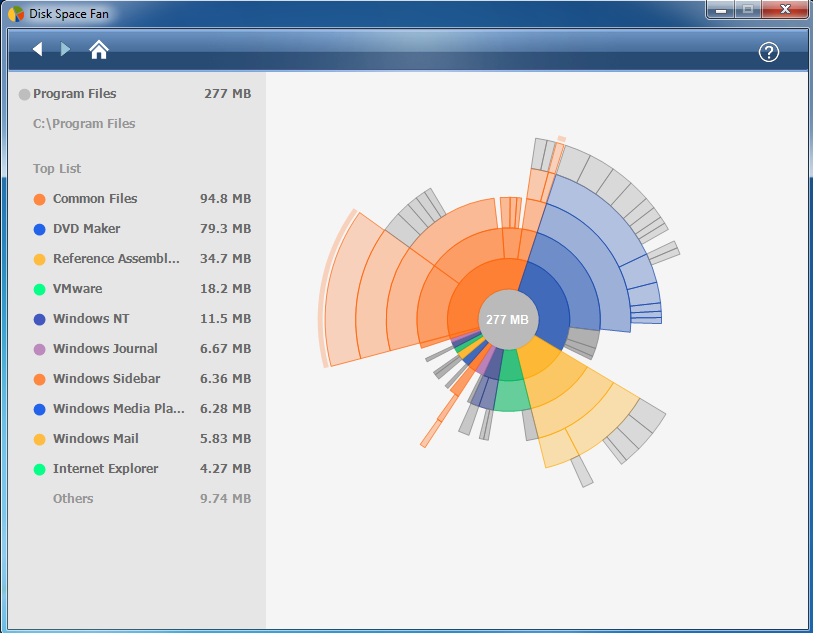 Disk Space Fan
Program Files 277 MB
C:\Program Files
Top List
Common Files 94.8 MB
DVD Maker 79.3 MB
Reference Assembl... 34.7 MB
VMware 18.2 MB
Windows NT 11.5 MB
Windows Journal 6.67 MB
Windows Sidebar 6.36 MB
Windows Media Pla... 6.28 MB
Windows Mail 5.83 MB
Internet Explorer 4.27 MB
Others 9.74 MB
277 MB